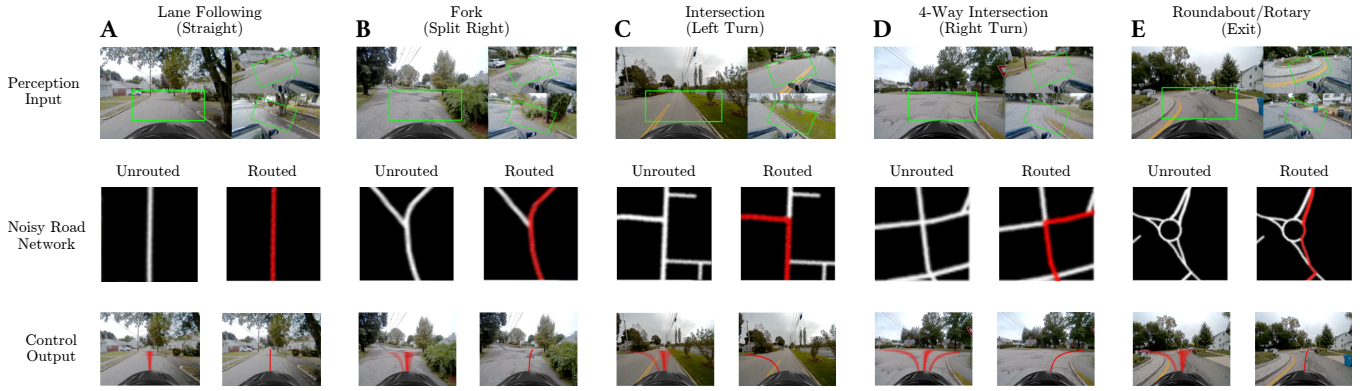 A
Lane Following
(Straight)
B
Fork
(Split Right)
C
Intersection
(Left Turn)
D
4-Way Intersection
(Right Turn)
E
Roundabout/Rotary
(Exit)
Perception
Input
Unrouted
Routed
Unrouted
Routed
Unrouted
Routed
Unrouted
Routed
Unrouted
Routed
Noisy Road
Network
Control
Output